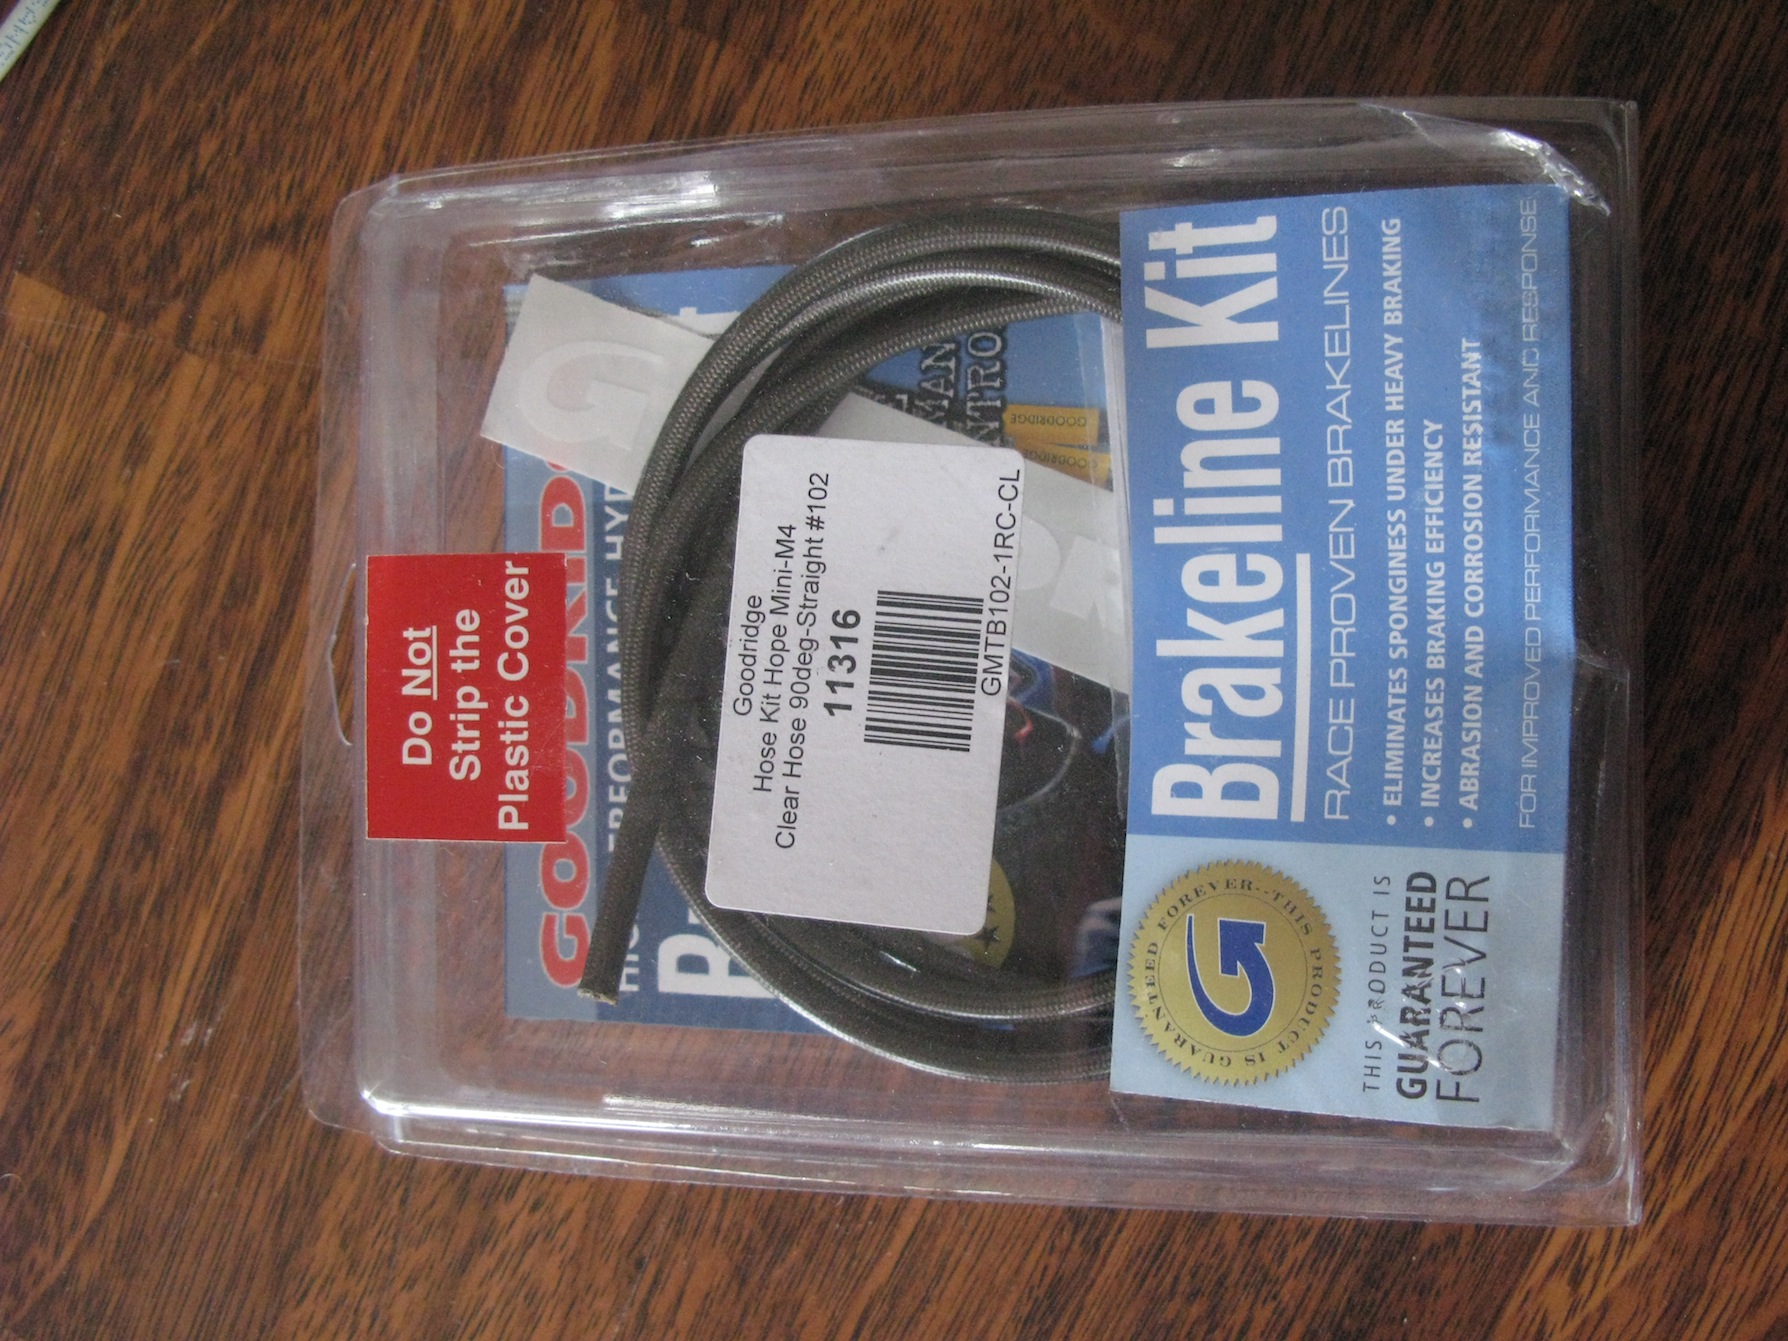 Do Not
Strip the
Plastic Cover
GOODRIDGE
Goodridge
Hose Kit Hope Mini-M4
Clear Hose 90deg-Straight #102
11316
GMTB102-1RC-CL
GOODRIDGE
GOODRIDGE
Brakeline Kit
RACE PROVEN BRAKELINES
• ELIMINATES SPONGINESS UNDER HEAVY BRAKING
• INCREASES BRAKING EFFICIENCY
• ABRASION AND CORROSION RESISTANT
FOR IMPROVED PERFORMANCE AND RESPONSE
G
THIS PRODUCT IS GUARANTEED FOREVER--
THIS PRODUCT IS
GUARANTEED
FOREVER